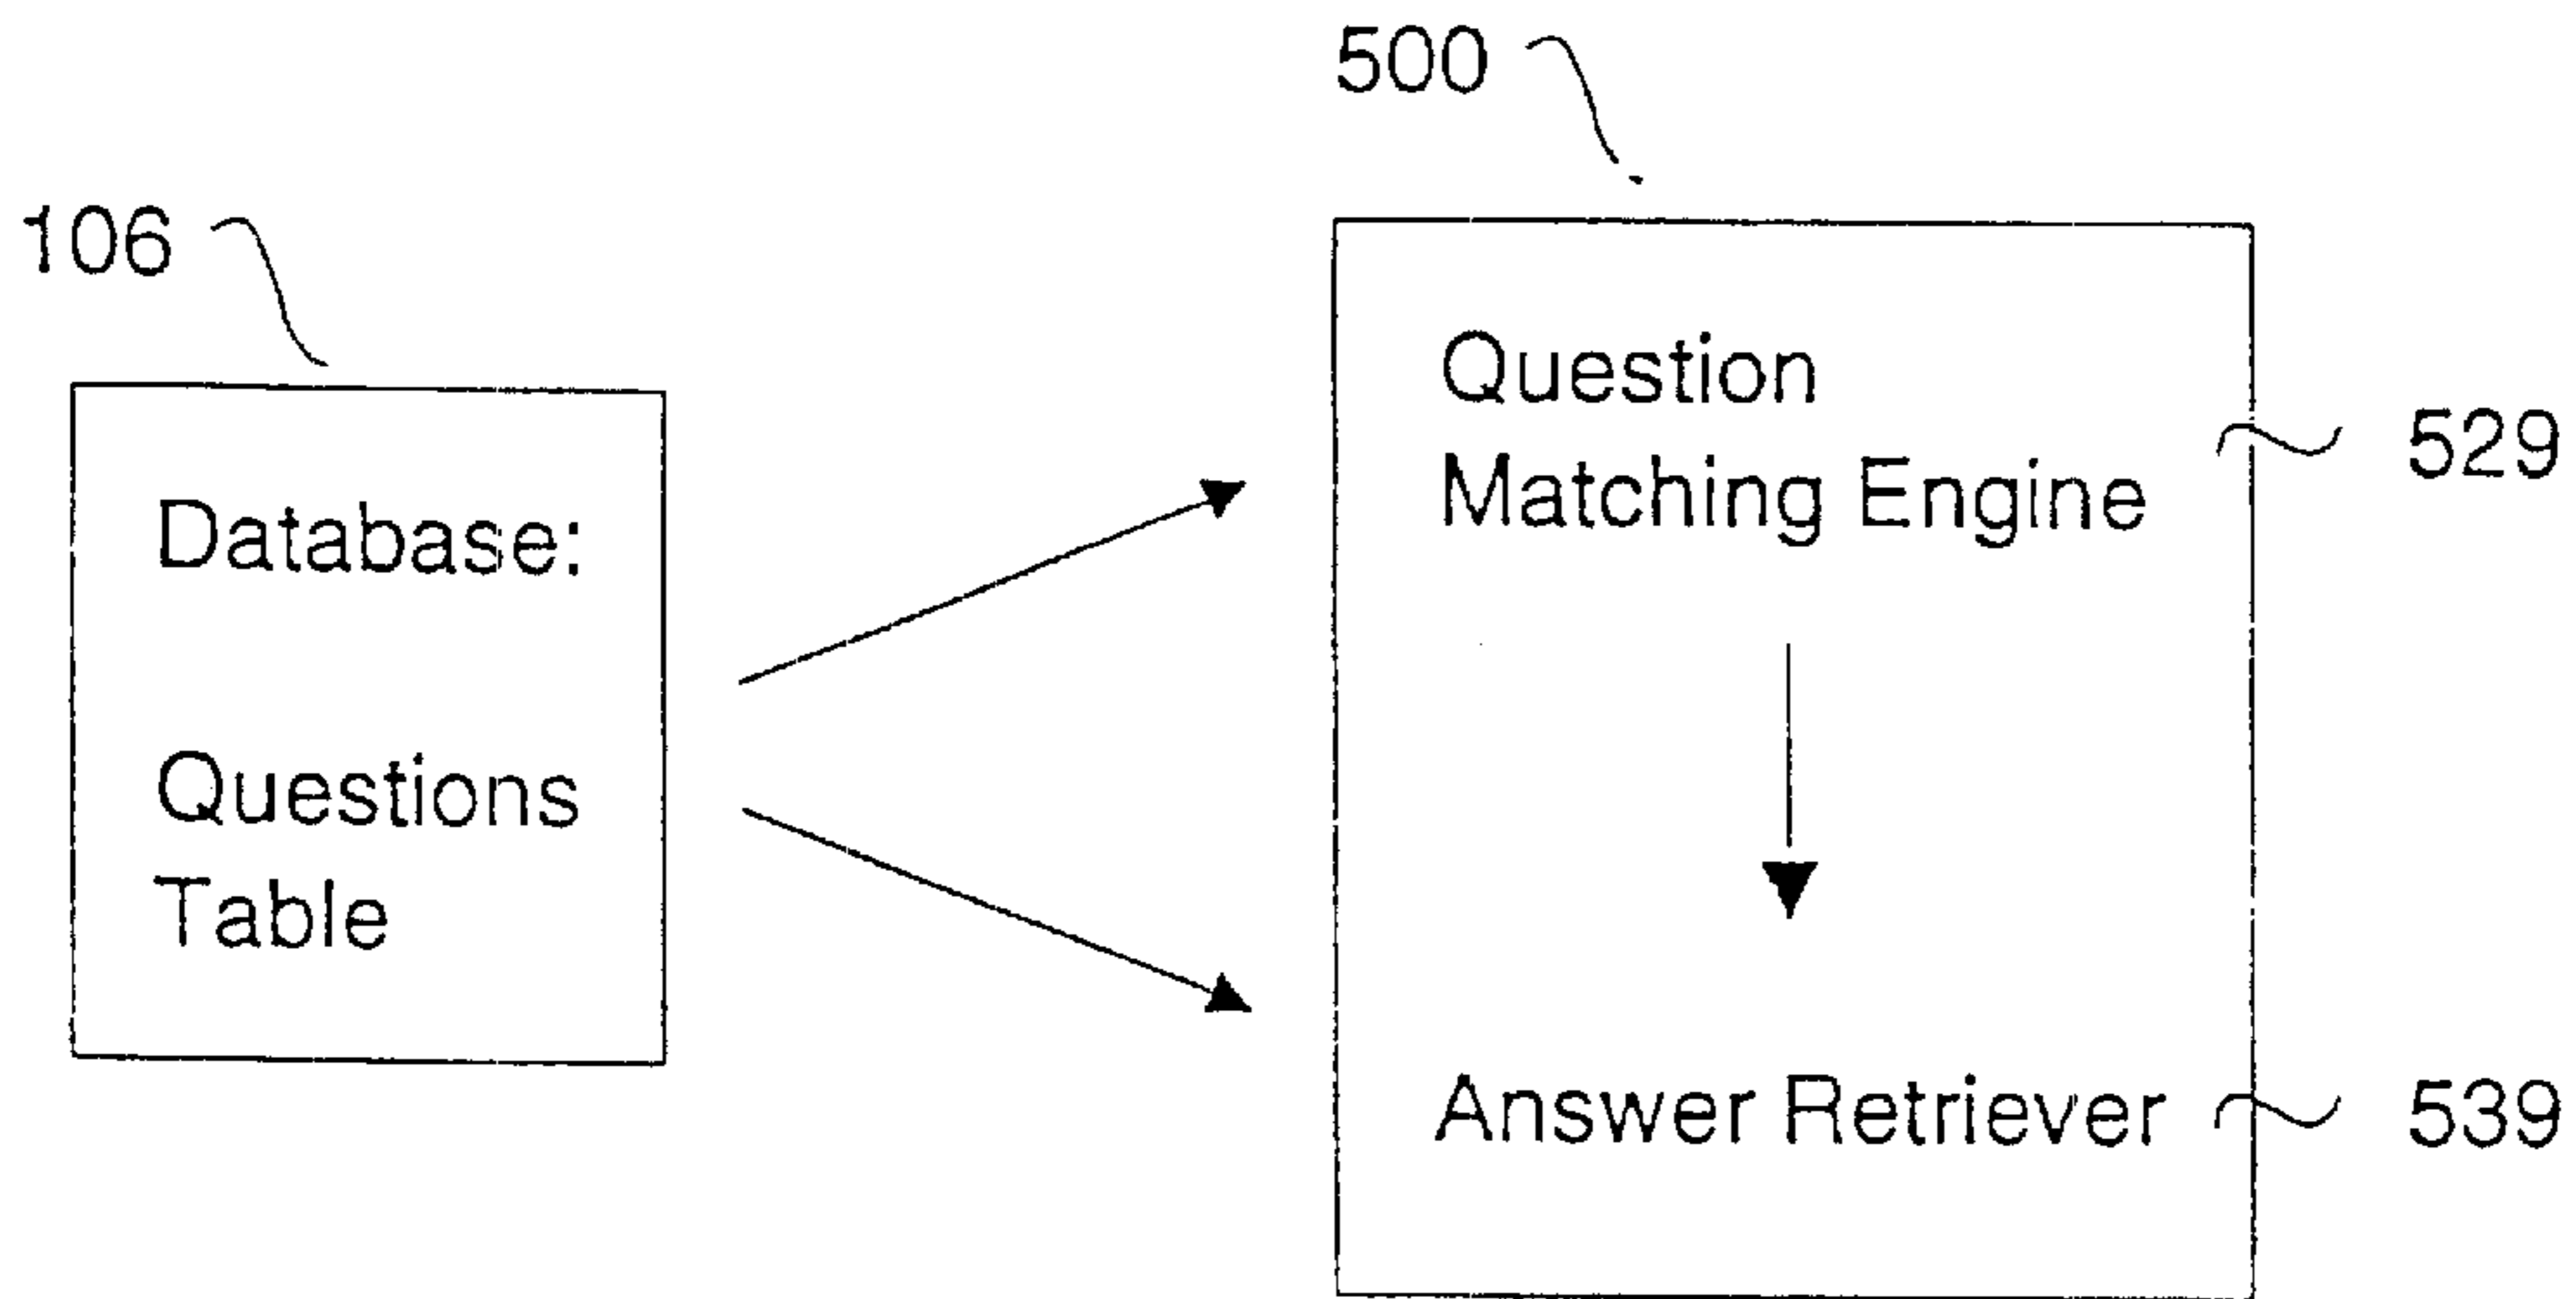 500
106
Question
Matching Engine
529
Database:
Questions
Table
Answer Retriever
539